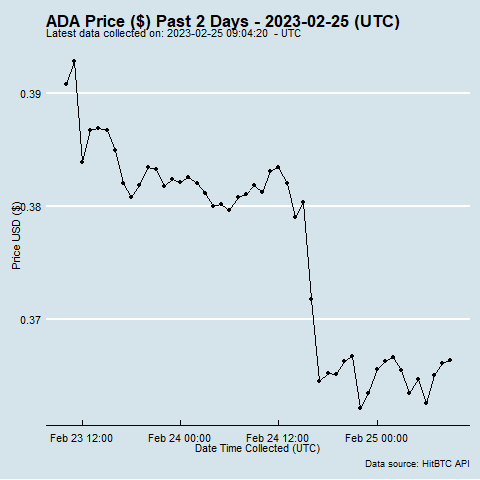 ADA Price ($) Past 2 Days - 2023-02-25 (UTC)
Latest data collected on: 2023-02-25 09:04:20 - UTC
0.39
0.38
0.37
Price USD ($)
Feb 23 12:00
Feb 24 00:00
Feb 24 12:00
Feb 25 00:00
Date Time Collected (UTC)
Data source: HitBTC API